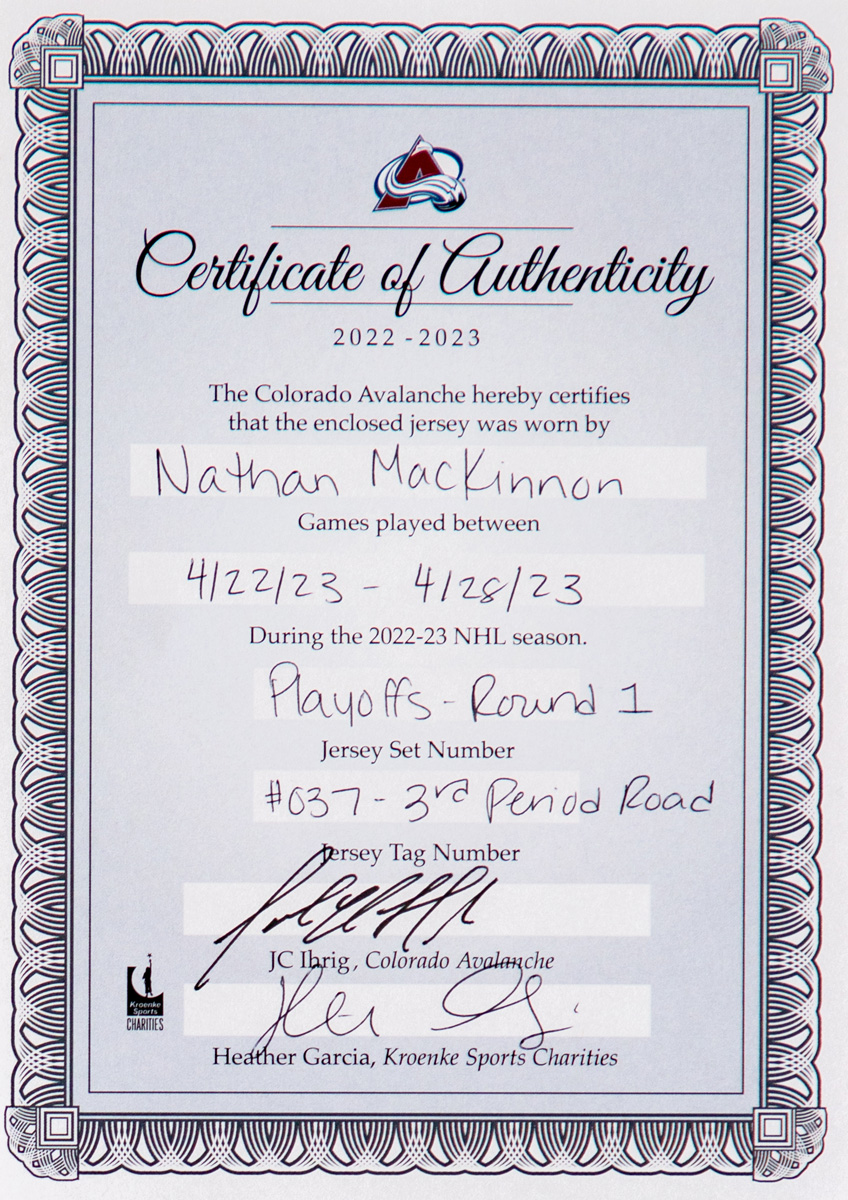 Certificate of Authenticity
2022 - 2023
The Colorado Avalanche hereby certifies
that the enclosed jersey was worn by
Nathan MacKinnon
Games played between
4/22/23 - 4/28/23
During the 2022-23 NHL season.
Playoffs - Round 1
Jersey Set Number
#037 - 3rd Period Road
Jersey Tag Number
JC Ihrig, Colorado Avalanche
Kroenke
Sports
CHARITIES
Heather Garcia, Kroenke Sports Charities